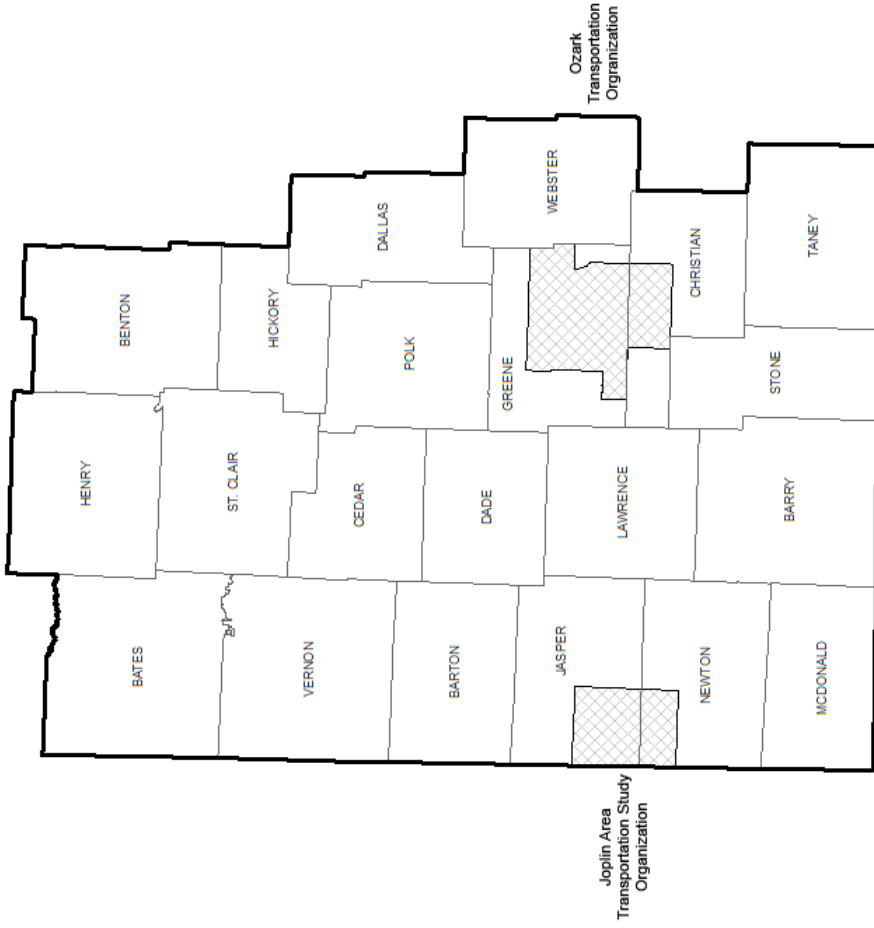 Ozark
Transportation
Orgranization
HENRY
BENTON
BATES
ST. CLAIR
HICKORY
DALLAS
VERNON
CEDAR
POLK
WEBSTER
BARTON
DADE
GREENE
JASPER
LAWRENCE
CHRISTIAN
NEWTON
BARRY
STONE
TANEY
MCDONALD
Joplin Area
Transportation Study
Organization